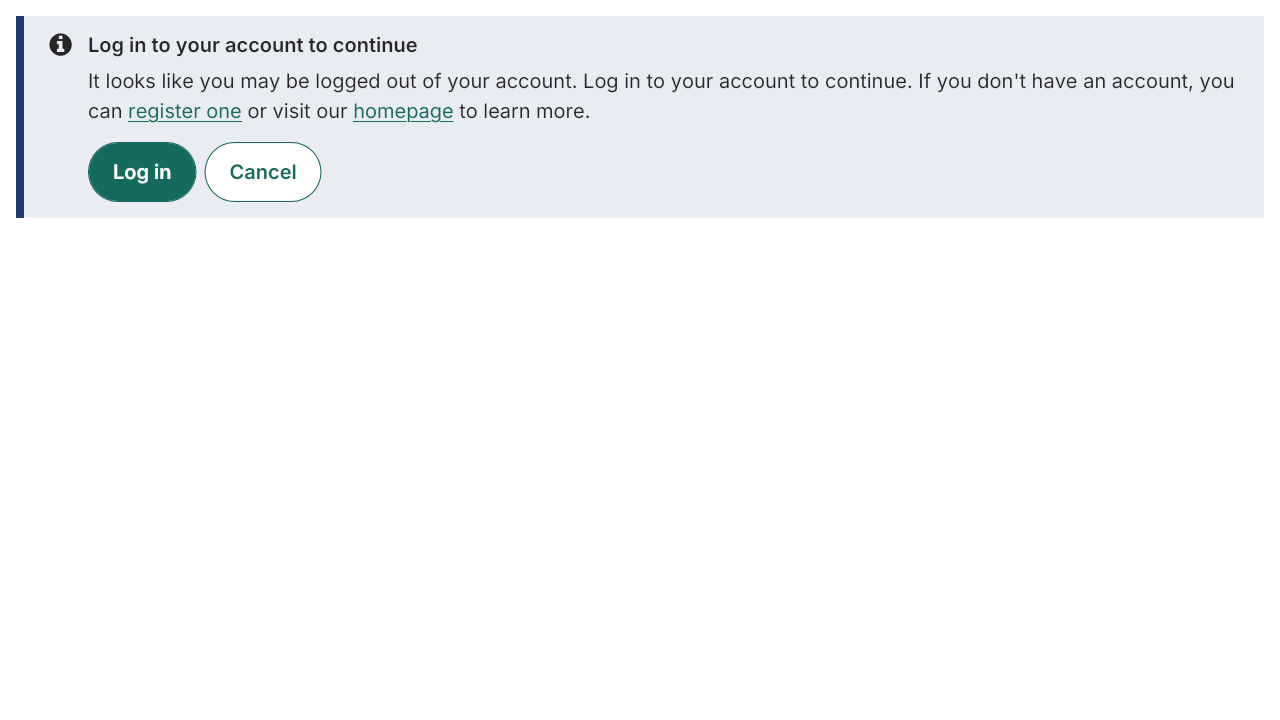 Log in to your account to continue
It looks like you may be logged out of your account. Log in to your account to continue. If you don't have an account, you
can register one or visit our homepage to learn more.
Log in Cancel